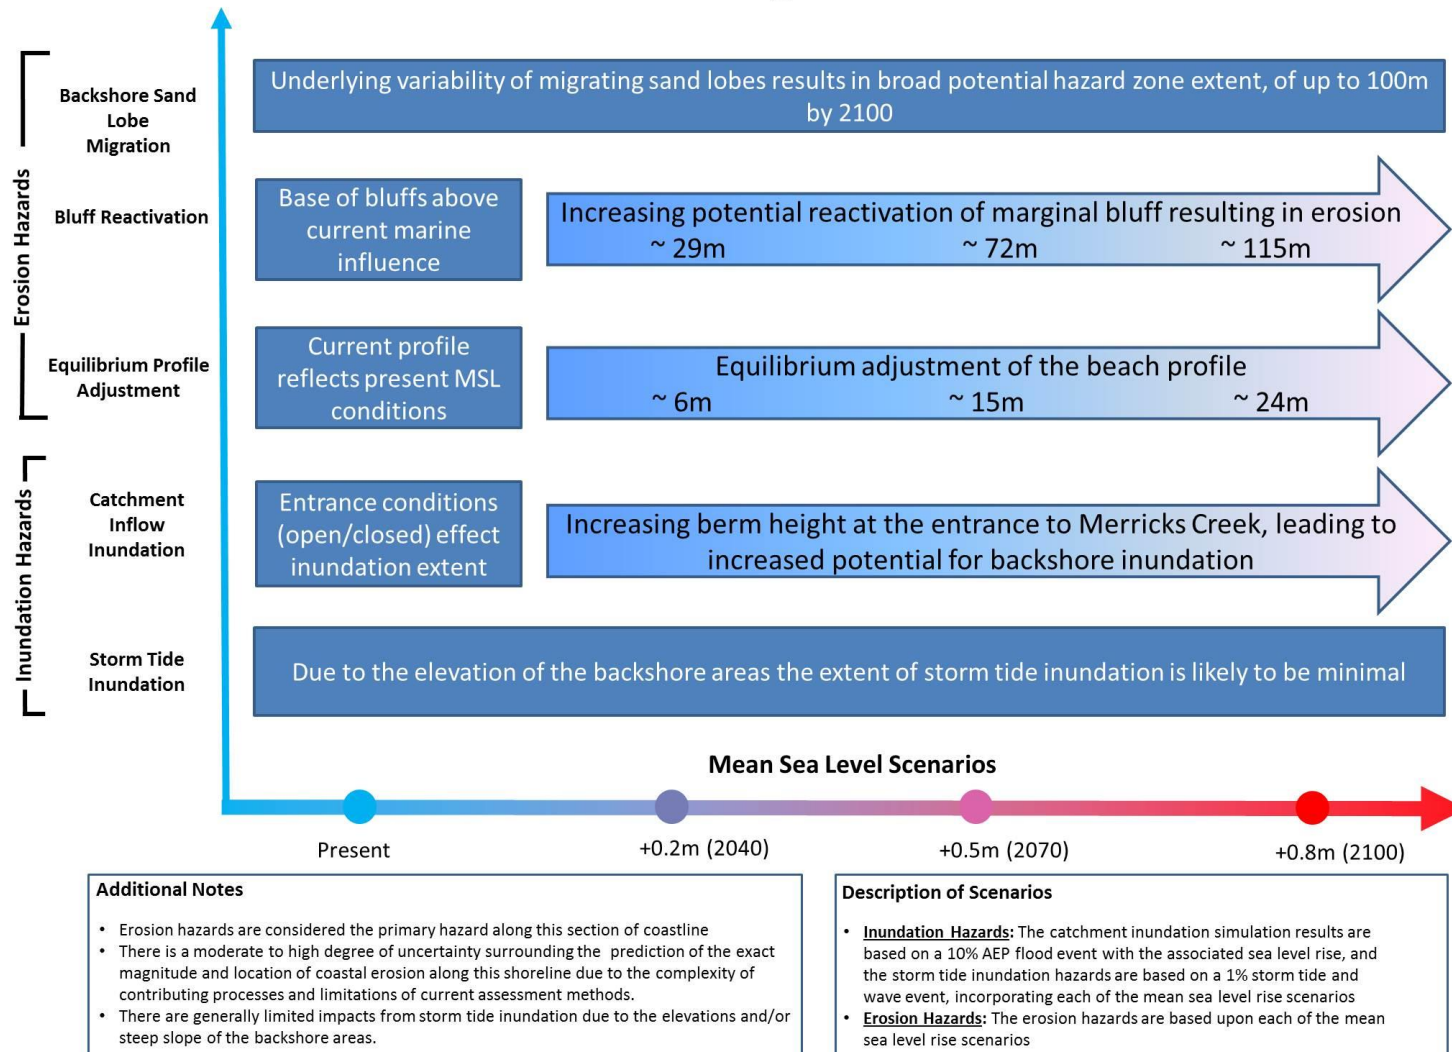 Erosion Hazards
Backshore Sand
Lobe
Migration
Underlying variability of migrating sand lobes results in broad potential hazard zone extent, of up to 100m
by 2100
Bluff Reactivation
Base of bluffs above
current marine
influence
Increasing potential reactivation of marginal bluff resulting in erosion
~ 29m ~ 72m ~ 115m
Equilibrium Profile
Adjustment
Current profile
reflects present MSL
conditions
Equilibrium adjustment of the beach profile
~ 6m ~ 15m ~ 24m
Inundation Hazards
Catchment
Inflow
Inundation
Entrance conditions
(open/closed) effect
inundation extent
Increasing berm height at the entrance to Merricks Creek, leading to
increased potential for backshore inundation
Storm Tide
Inundation
Due to the elevation of the backshore areas the extent of storm tide inundation is likely to be minimal
Mean Sea Level Scenarios
Present +0.2m (2040) +0.5m (2070) +0.8m (2100)
Additional Notes
• Erosion hazards are considered the primary hazard along this section of coastline
• There is a moderate to high degree of uncertainty surrounding the prediction of the exact
magnitude and location of coastal erosion along this shoreline due to the complexity of
contributing processes and limitations of current assessment methods.
• There are generally limited impacts from storm tide inundation due to the elevations and/or
steep slope of the backshore areas.
Description of Scenarios
• Inundation Hazards: The catchment inundation simulation results are
based on a 10% AEP flood event with the associated sea level rise, and
the storm tide inundation hazards are based on a 1% storm tide and
wave event, incorporating each of the mean sea level rise scenarios
• Erosion Hazards: The erosion hazards are based upon each of the mean
sea level rise scenarios